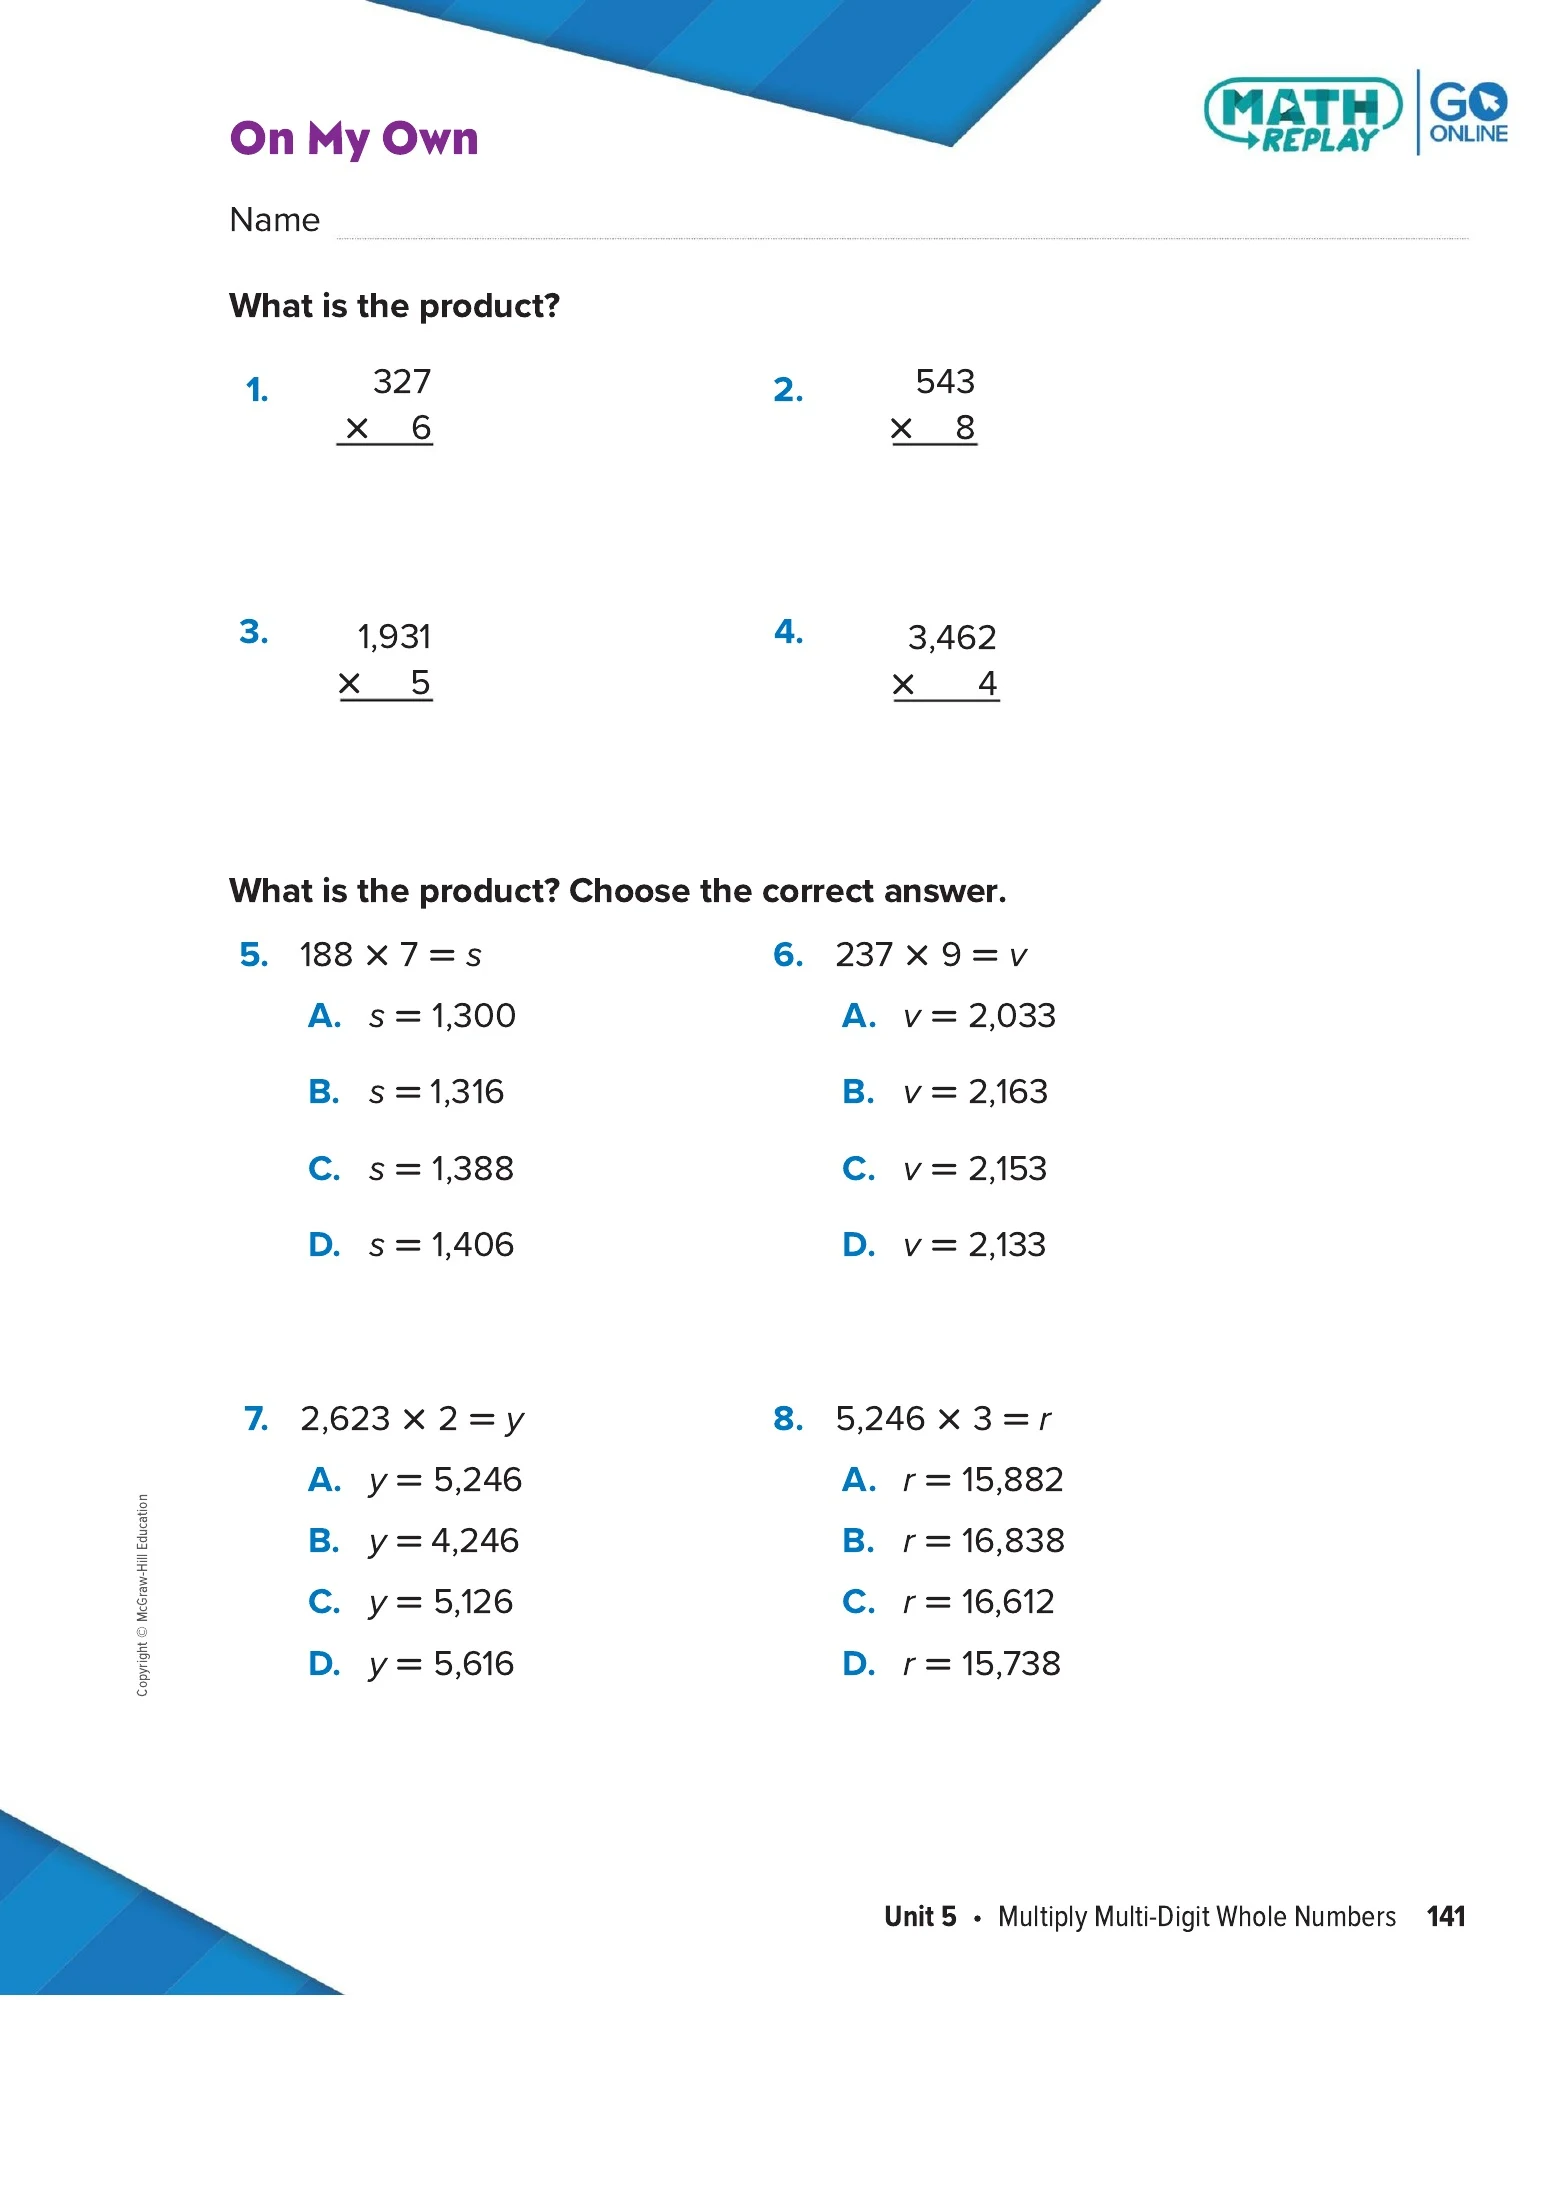 MATH
REPLAY
GO
ONLINE
On My Own
Name
What is the product?
1. 327
× 6
2. 543
× 8
3. 1,931
× 5
4. 3,462
× 4
What is the product? Choose the correct answer.
5. 188 × 7 = s
A. s = 1,300
B. s = 1,316
C. s = 1,388
D. s = 1,406
6. 237 × 9 = v
A. v = 2,033
B. v = 2,163
C. v = 2,153
D. v = 2,133
7. 2,623 × 2 = y
A. y = 5,246
B. y = 4,246
C. y = 5,126
D. y = 5,616
8. 5,246 × 3 = r
A. r = 15,882
B. r = 16,838
C. r = 16,612
D. r = 15,738
Copyright © McGraw-Hill Education
Unit 5 • Multiply Multi-Digit Whole Numbers 141